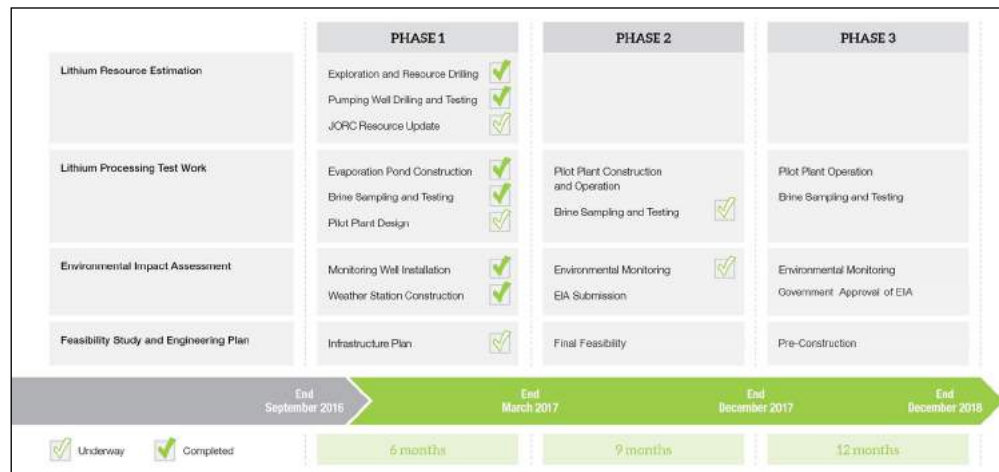 PHASE 1
PHASE 2
PHASE 3
Lithium Resource Estimation
Exploration and Resource Drilling
Pumping Well Drilling and Testing
JORC Resource Update
Lithium Processing Test Work
Evaporation Pond Construction
Brine Sampling and Testing
Pilot Plant Design
Pilot Plant Construction
and Operation
Brine Sampling and Testing
Pilot Plant Operation
Brine Sampling and Testing
Environmental Impact Assessment
Monitoring Well Installation
Weather Station Construction
Environmental Monitoring
EIA Submission
Environmental Monitoring
Government Approval of EIA
Feasibility Study and Engineering Plan
Infrastructure Plan
Final Feasibility
Pre-Construction
End
September 2016
End
March 2017
End
December 2017
End
December 2018
Underway
Completed
6 months
9 months
12 months